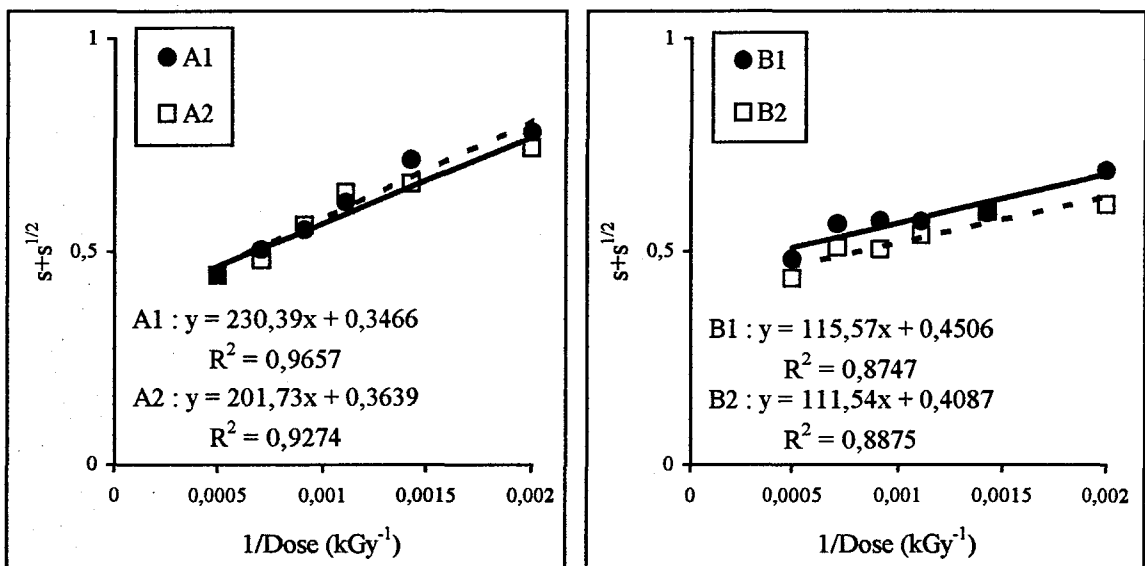 1
A1
A2
s+s^1/2
0,5
A1 : y = 230,39x + 0,3466
R^2 = 0,9657
A2 : y = 201,73x + 0,3639
R^2 = 0,9274
0
0 0,0005 0,001 0,0015 0,002
1/Dose (kGy^-1)
1
B1
B2
s+s^1/2
0,5
B1 : y = 115,57x + 0,4506
R^2 = 0,8747
B2 : y = 111,54x + 0,4087
R^2 = 0,8875
0
0 0,0005 0,001 0,0015 0,002
1/Dose (kGy^-1)